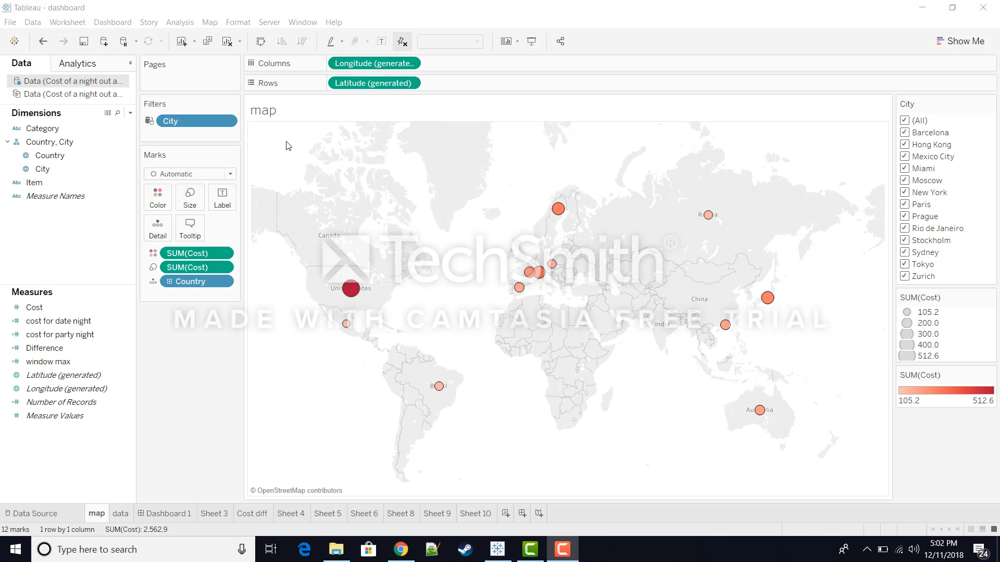 Tableau - dashboard
File Data Worksheet Dashboard Story Analysis Map Format Server Window Help
Show Me
Data Analytics
Data (Cost of a night out a...
Data (Cost of a night out a...
Dimensions
Abc Category
Country, City
Country
City
Abc Item
Abc Measure Names
Measures
# Cost
# cost for date night
# cost for party night
# Difference
# window max
Latitude (generated)
Longitude (generated)
# Number of Records
# Measure Values
Pages
Filters
City
Marks
Automatic
Color Size Label
Detail Tooltip
SUM(Cost)
SUM(Cost)
Country
Columns Longitude (generate..
Rows Latitude (generated)
map
Canada
China
India
TechSmith®
MADE WITH CAMTASIA FREE TRIAL
© OpenStreetMap contributors
City
(All)
Barcelona
Hong Kong
Mexico City
Miami
Moscow
New York
Paris
Prague
Rio de Janeiro
Stockholm
Sydney
Tokyo
Zurich
SUM(Cost)
105.2
200.0
300.0
400.0
512.6
SUM(Cost)
105.2 512.6
Data Source map data Dashboard 1 Sheet 3 Cost diff Sheet 4 Sheet 5 Sheet 6 Sheet 8 Sheet 9 Sheet 10
12 marks 1 row by 1 column SUM(Cost): 2,562.9
Type here to search
5:02 PM
12/11/2018
24